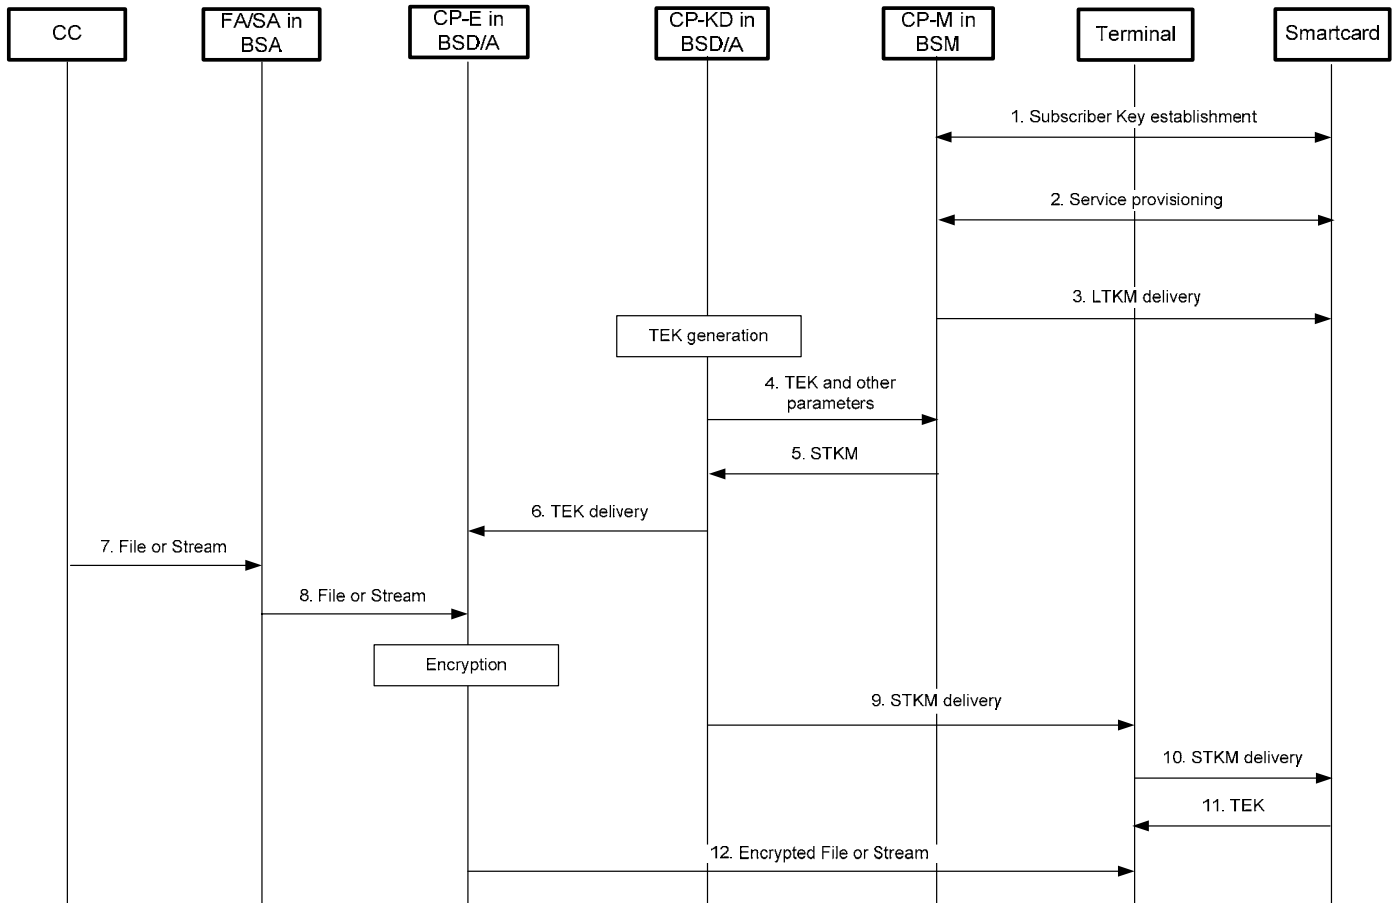 CC
FA/SA in
BSA
CP-E in
BSD/A
CP-KD in
BSD/A
CP-M in
BSM
Terminal
Smartcard
1. Subscriber Key establishment
2. Service provisioning
3. LTKM delivery
TEK generation
4. TEK and other
parameters
5. STKM
6. TEK delivery
7. File or Stream
8. File or Stream
Encryption
9. STKM delivery
10. STKM delivery
11. TEK
12. Encrypted File or Stream